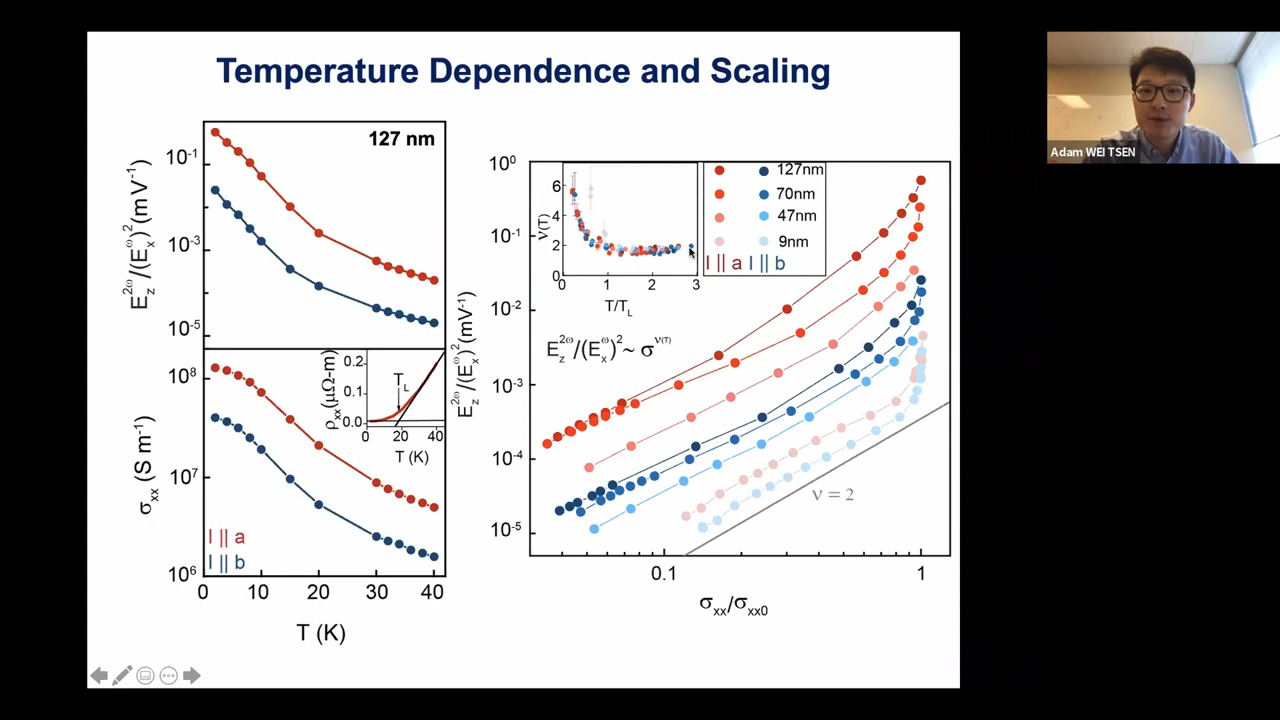 Temperature Dependence and Scaling
127 nm
E_z^{2ω}/(E_x^ω)^2 (m V^{-1})
10^{-1}
10^{-3}
10^{-5}
σ_xx (S m^{-1})
10^8
10^7
10^6
I || a
I || b
0 10 20 30 40
T (K)
ρ_xx (μΩ-m)
0.2
0.1
0.0
T_L
0 20 40
T (K)
E_z^{2ω}/(E_x^ω)^2 (mV^{-1})
10^0
10^{-1}
10^{-2}
10^{-3}
10^{-4}
10^{-5}
ν(T)
6
4
2
0
0 1 2 3
T/T_L
127nm
70nm
47nm
9nm
I || a I || b
E_z^{2ω}/(E_x^ω)^2 ~ σ^{ν(T)}
ν = 2
0.1 1
σ_xx/σ_xx0
Adam WEI TSEN